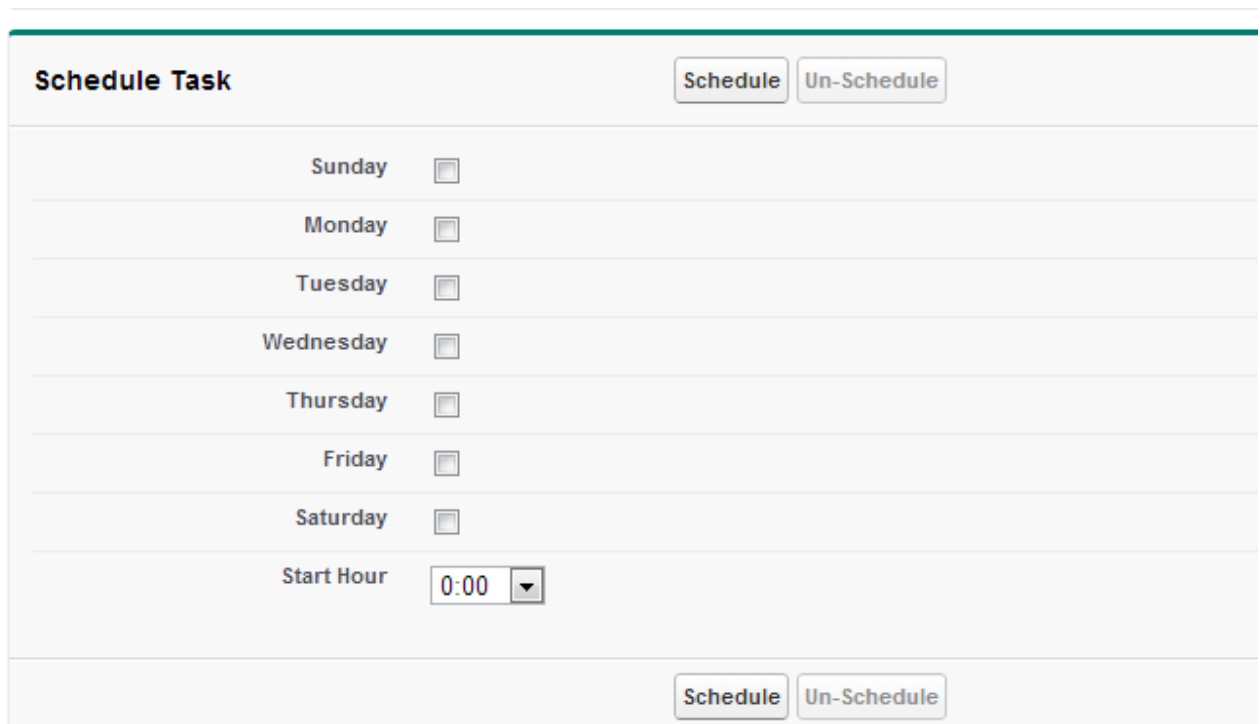 Schedule Task Schedule Un-Schedule
Sunday
Monday
Tuesday
Wednesday
Thursday
Friday
Saturday
Start Hour 0:00
Schedule Un-Schedule